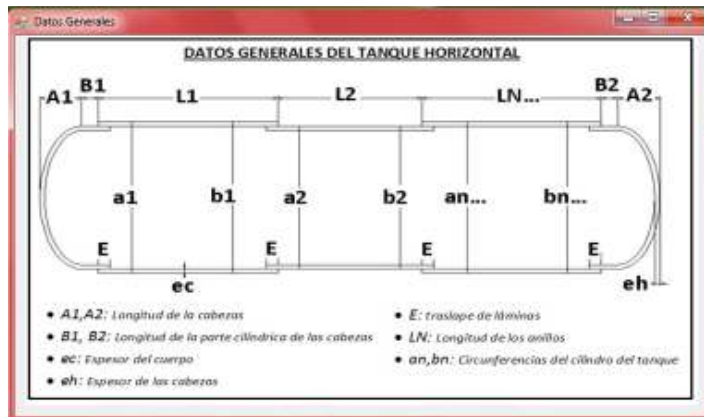 Datos Generales
DATOS GENERALES DEL TANQUE HORIZONTAL
A1 B1 L1 L2 LN... B2 A2
a1 b1 a2 b2 an... bn...
E E E E
ec eh
• A1,A2: Longitud de la cabezas
• B1, B2: Longitud de la parte cilíndrica de las cabezas
• ec: Espesor del cuerpo
• eh: Espesor de las cabezas
• E: traslape de láminas
• LN: Longitud de los anillos
• an,bn: Circunferencias del cilindro del tanque